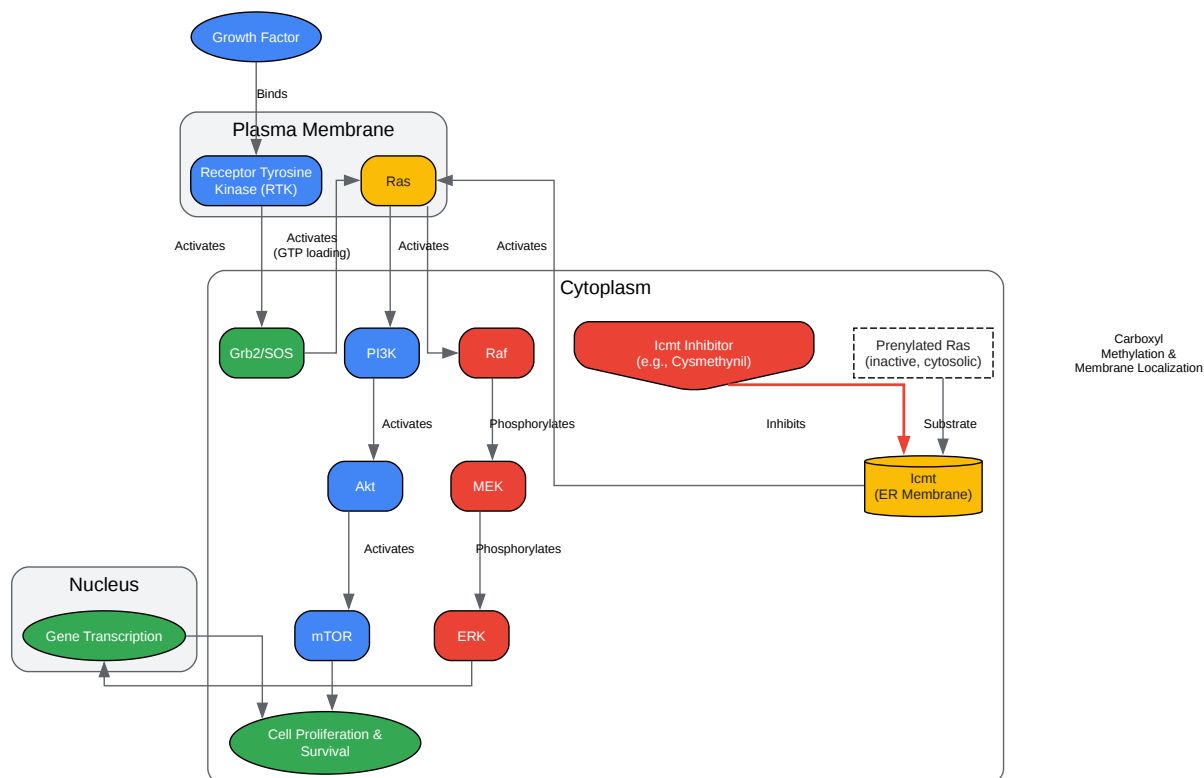 Growth Factor
Binds
Plasma Membrane
Receptor Tyrosine
Kinase (RTK)
Ras
Activates
Activates
(GTP loading)
Activates
Activates
Cytoplasm
Grb2/SOS
PI3K
Raf
Icmt Inhibitor
(e.g., Cysmethynil)
Prenylated Ras
(inactive, cytosolic)
Carboxyl
Methylation &
Membrane Localization
Activates
Phosphorylates
Inhibits
Substrate
Akt
MEK
Icmt
(ER Membrane)
Activates
Phosphorylates
Nucleus
Gene Transcription
mTOR
ERK
Cell Proliferation &
Survival